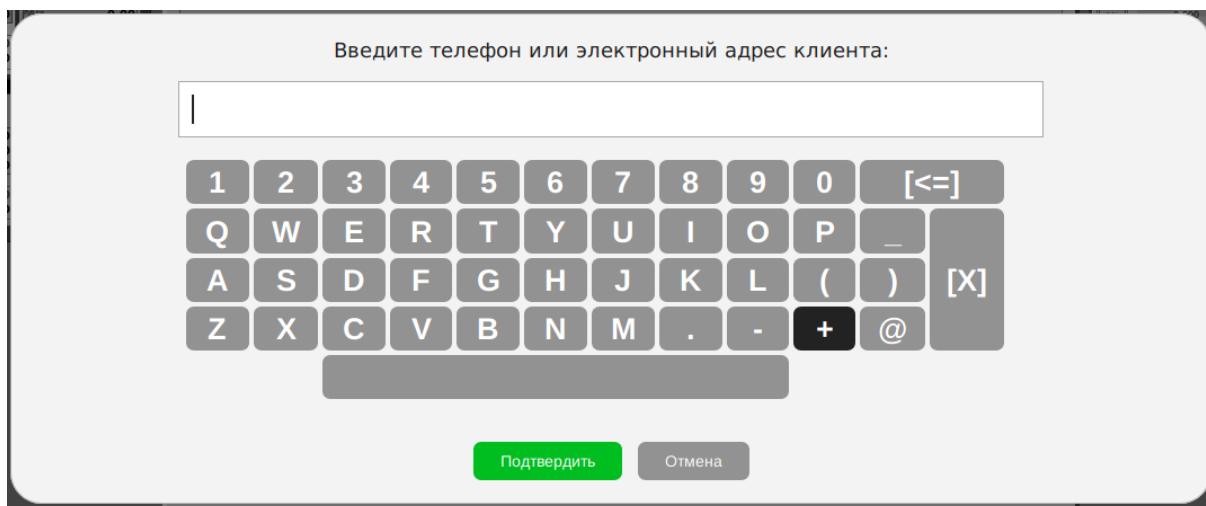 Введите телефон или электронный адрес клиента:
1 2 3 4 5 6 7 8 9 0 [<=]
Q W E R T Y U I O P _
A S D F G H J K L ( ) [X]
Z X C V B N M . - + @
Подтвердить Отмена